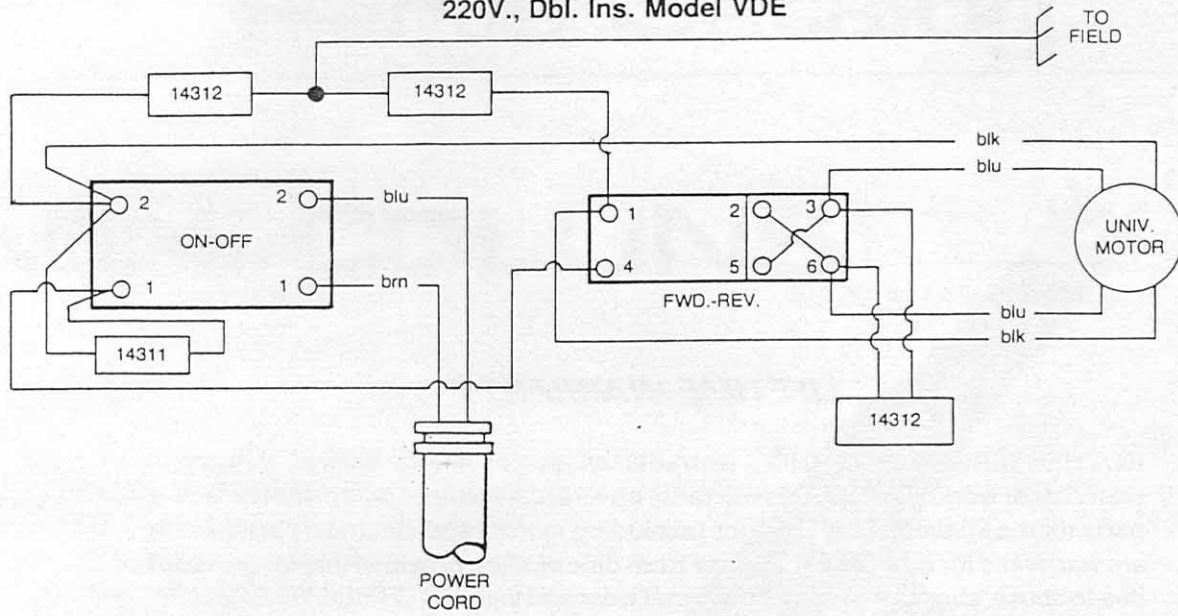 220V., Dbl. Ins. Model VDE
TO
FIELD
14312
14312
blk
blu
2
2
blu
ON-OFF
1
1
brn
14311
1
2
3
4
5
6
FWD.-REV.
UNIV.
MOTOR
blu
blk
14312
POWER
CORD